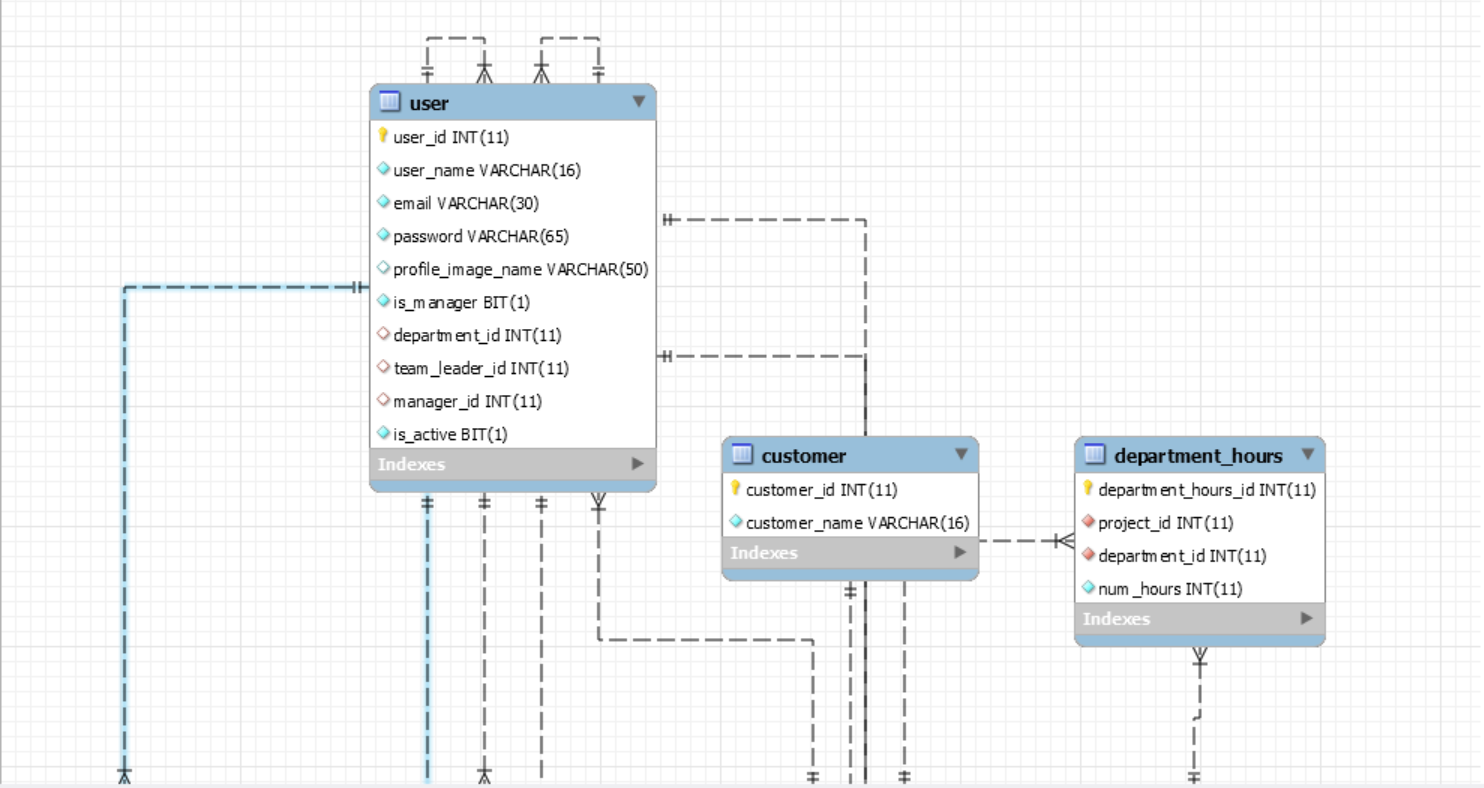 user
user_id INT(11)
user_name VARCHAR(16)
email VARCHAR(30)
password VARCHAR(65)
profile_image_name VARCHAR(50)
is_manager BIT(1)
department_id INT(11)
team_leader_id INT(11)
manager_id INT(11)
is_active BIT(1)
Indexes
customer
customer_id INT(11)
customer_name VARCHAR(16)
Indexes
department_hours
department_hours_id INT(11)
project_id INT(11)
department_id INT(11)
num_hours INT(11)
Indexes